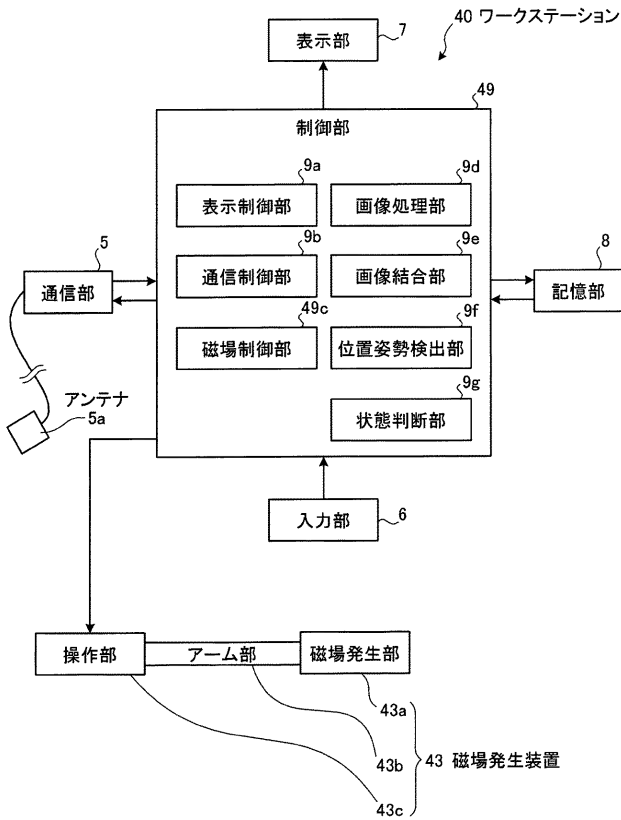 40 ワークステーション
表示部
7
49
制御部
9a
表示制御部
9d
画像処理部
9b
通信制御部
9e
画像結合部
5
通信部
8
記憶部
49c
磁場制御部
9f
位置姿勢検出部
アンテナ
5a
9g
状態判断部
入力部
6
操作部
アーム部
磁場発生部
43a
43b
43 磁場発生装置
43c